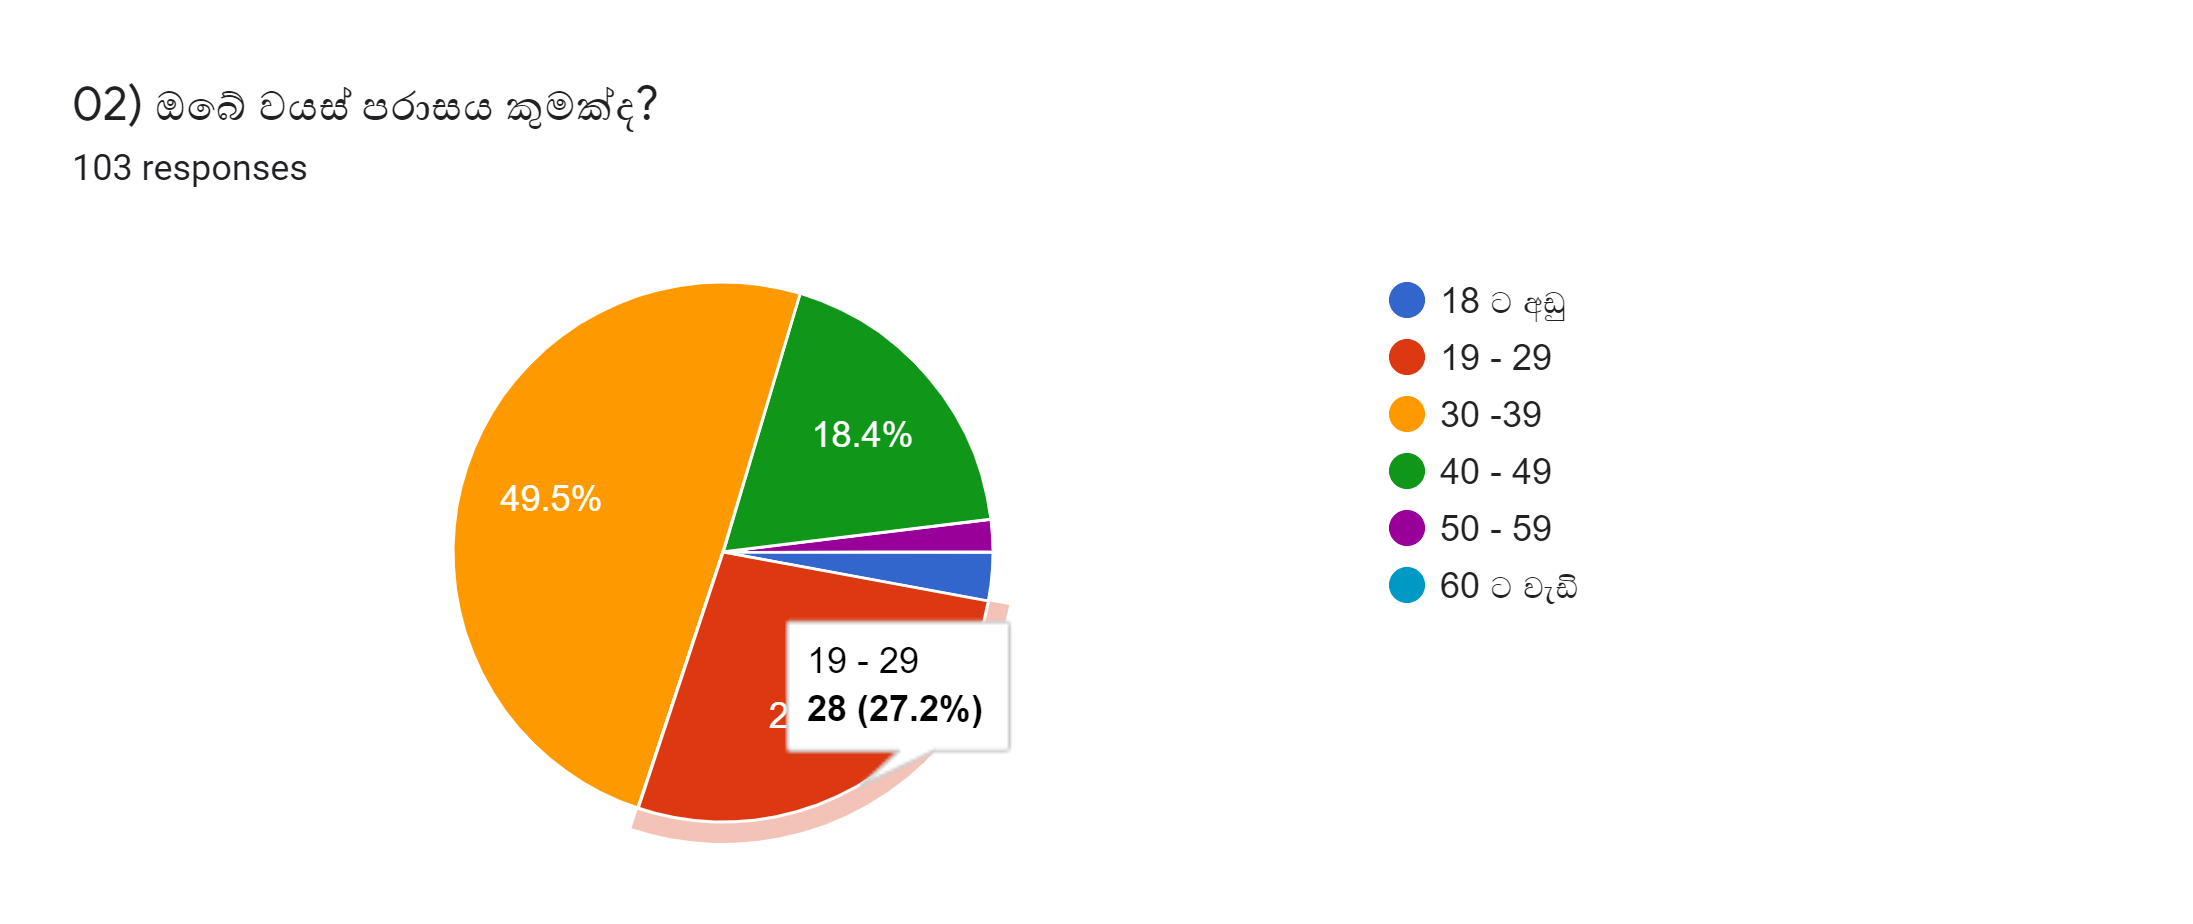 02) ඔබේ වයස් පරාසය කුමක්ද?
103 responses
18.4%
49.5%
19 - 29
28 (27.2%)
18 ට අඩු
19 - 29
30 -39
40 - 49
50 - 59
60 ට වැඩි